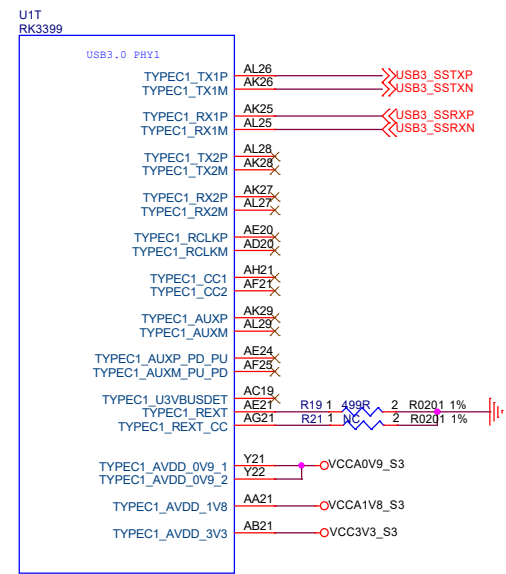 U1T
RK3399
USB3.0 PHY1
TYPEC1_TX1P AL26 USB3_SSTXP
TYPEC1_TX1M AK26 USB3_SSTXN
TYPEC1_RX1P AK25 USB3_SSRXP
TYPEC1_RX1M AL25 USB3_SSRXN
TYPEC1_TX2P AL28
TYPEC1_TX2M AK28
TYPEC1_RX2P AK27
TYPEC1_RX2M AL27
TYPEC1_RCLKP AE20
TYPEC1_RCLKM AD20
TYPEC1_CC1 AH21
TYPEC1_CC2 AF21
TYPEC1_AUXP AK29
TYPEC1_AUXM AL29
TYPEC1_AUXP_PD_PU AE24
TYPEC1_AUXM_PU_PD AF25
TYPEC1_U3VBUSDET AC19
TYPEC1_REXT AE21 R19 1 499R 2 R0201 1%
TYPEC1_REXT_CC AG21 R21 1 NC 2 R0201 1%
TYPEC1_AVDD_0V9_1 Y21 VCCA0V9_S3
TYPEC1_AVDD_0V9_2 Y22
TYPEC1_AVDD_1V8 AA21 VCCA1V8_S3
TYPEC1_AVDD_3V3 AB21 VCC3V3_S3